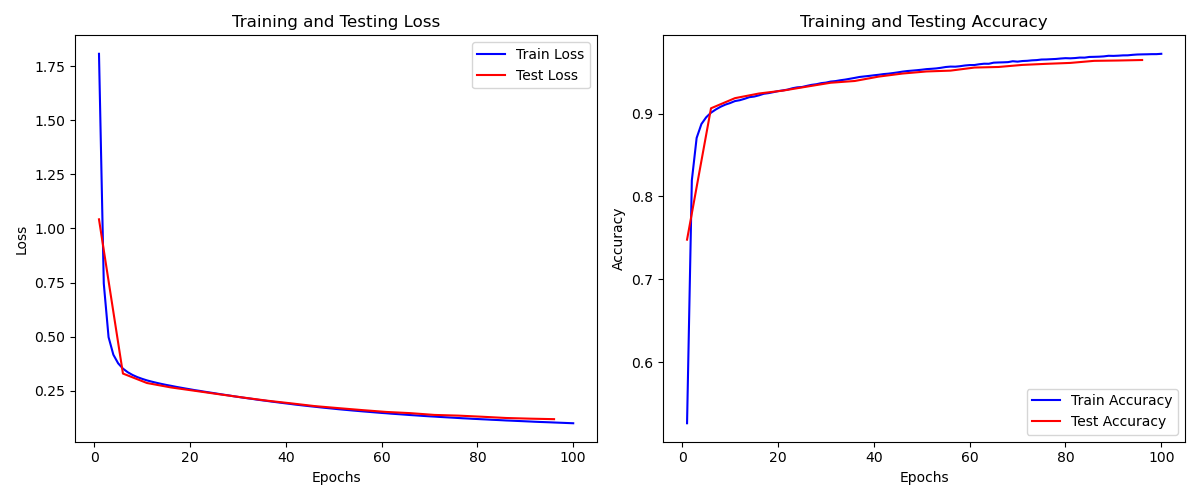 Training and Testing Loss
Loss
1.75
1.50
1.25
1.00
0.75
0.50
0.25
0
20
40
60
80
100
Epochs
Train Loss
Test Loss
Training and Testing Accuracy
Accuracy
0.9
0.8
0.7
0.6
0
20
40
60
80
100
Epochs
Train Accuracy
Test Accuracy